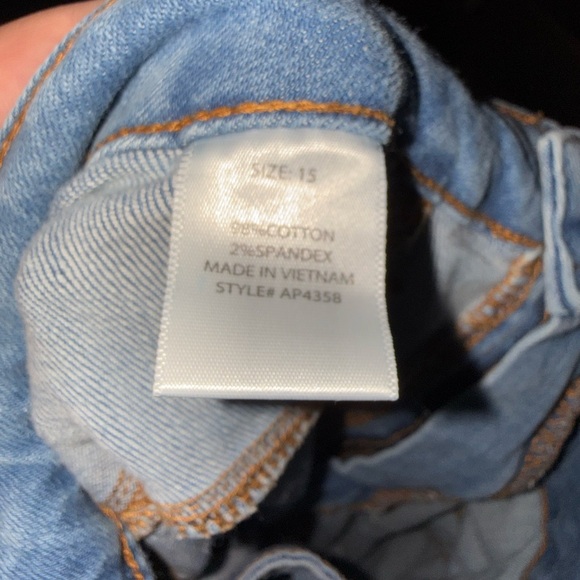 SIZE: 15
98%COTTON
2%SPANDEX
MADE IN VIETNAM
STYLE# AP4358